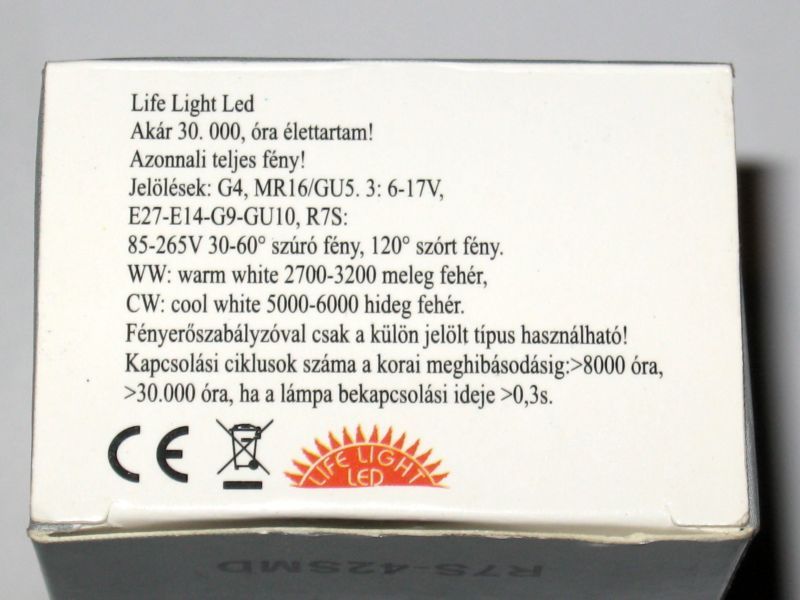 Life Light Led
Akár 30. 000, óra élettartam!
Azonnali teljes fény!
Jelölések: G4, MR16/GU5. 3: 6-17V,
E27-E14-G9-GU10, R7S:
85-265V 30-60° szúró fény, 120° szórt fény.
WW: warm white 2700-3200 meleg fehér,
CW: cool white 5000-6000 hideg fehér.
Fényerőszabályzóval csak a külön jelölt típus használható!
Kapcsolási ciklusok száma a korai meghibásodásig:>8000 óra,
>30.000 óra, ha a lámpa bekapcsolási ideje >0,3s.
CE
LIFE LIGHT
LED
R7S-42SMD